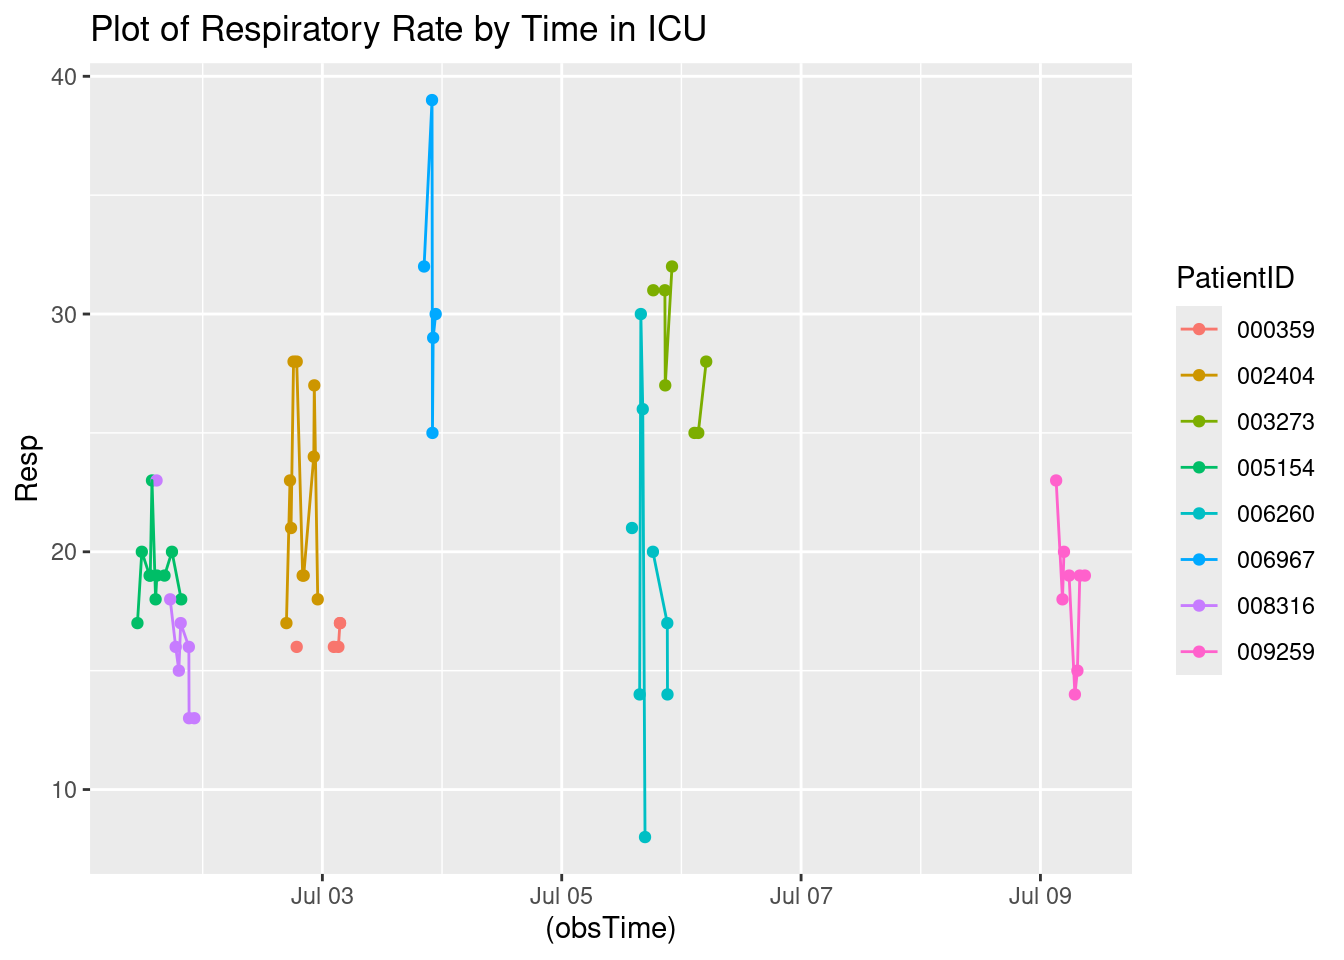 Plot of Respiratory Rate by Time in ICU
40
30
20
10
Resp
Jul 03 Jul 05 Jul 07 Jul 09
(obsTime)
PatientID
000359
002404
003273
005154
006260
006967
008316
009259